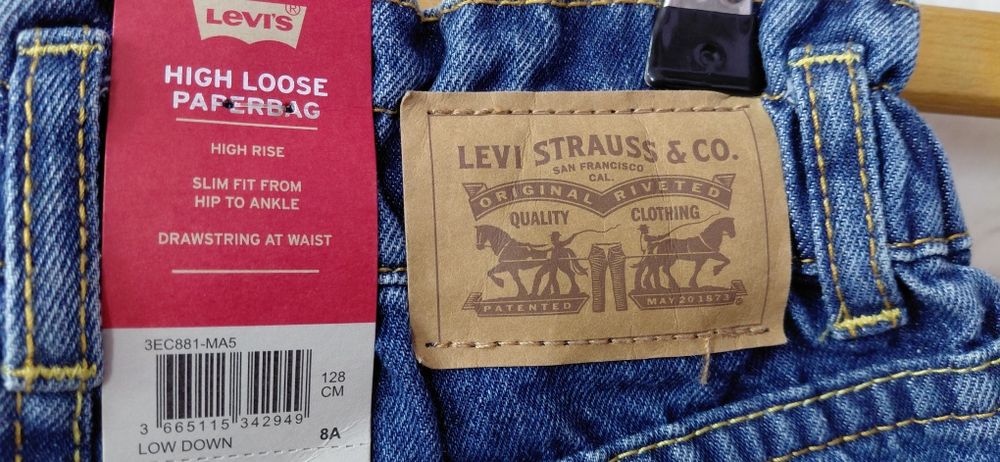 Levi's®
HIGH LOOSE
PAPERBAG
HIGH RISE
SLIM FIT FROM
HIP TO ANKLE
DRAWSTRING AT WAIST
3EC881-MA5
128
CM
3 665115 342949
LOW DOWN
8A
LEVI STRAUSS & CO.
SAN FRANCISCO
CAL.
ORIGINAL RIVETED
QUALITY CLOTHING
PATENTED MAY 20 1873